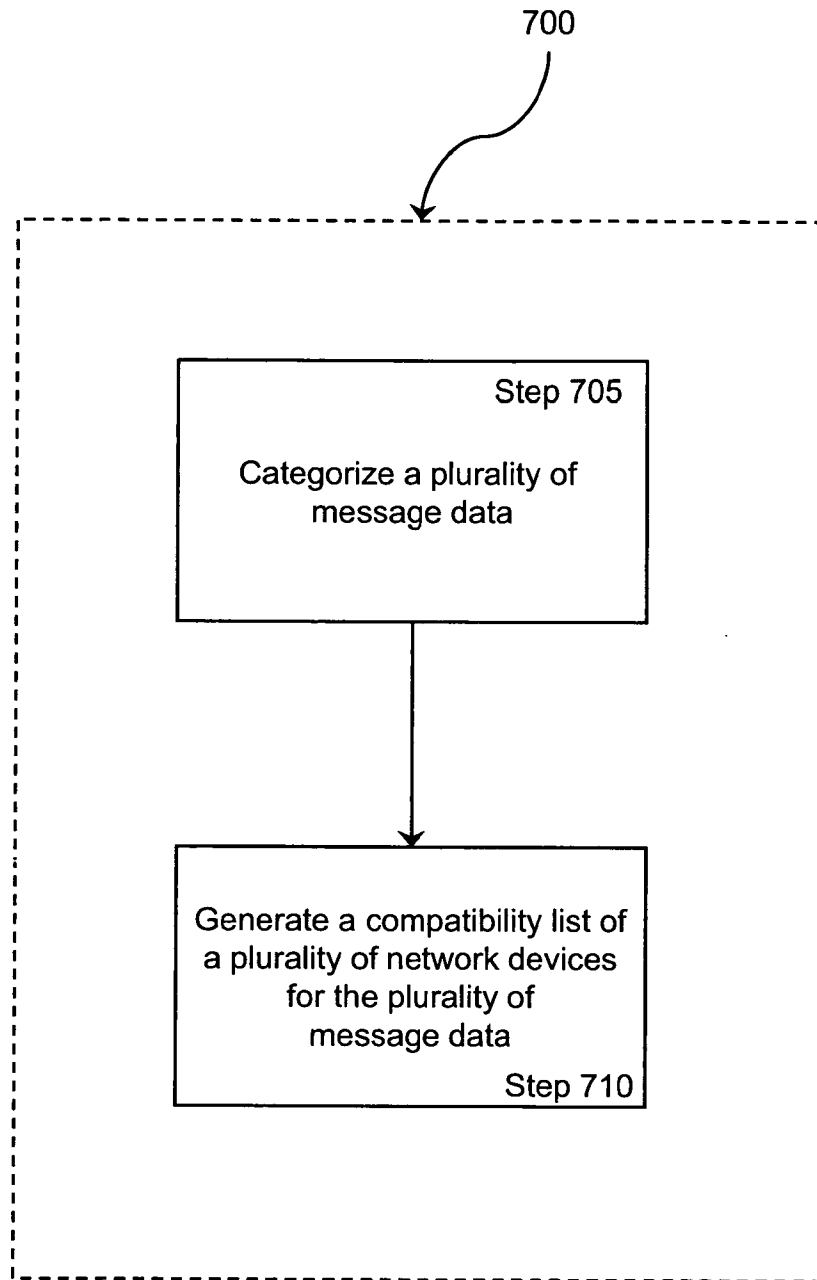 700
Step 705
Categorize a plurality of
message data
Generate a compatibility list of
a plurality of network devices
for the plurality of
message data
Step 710